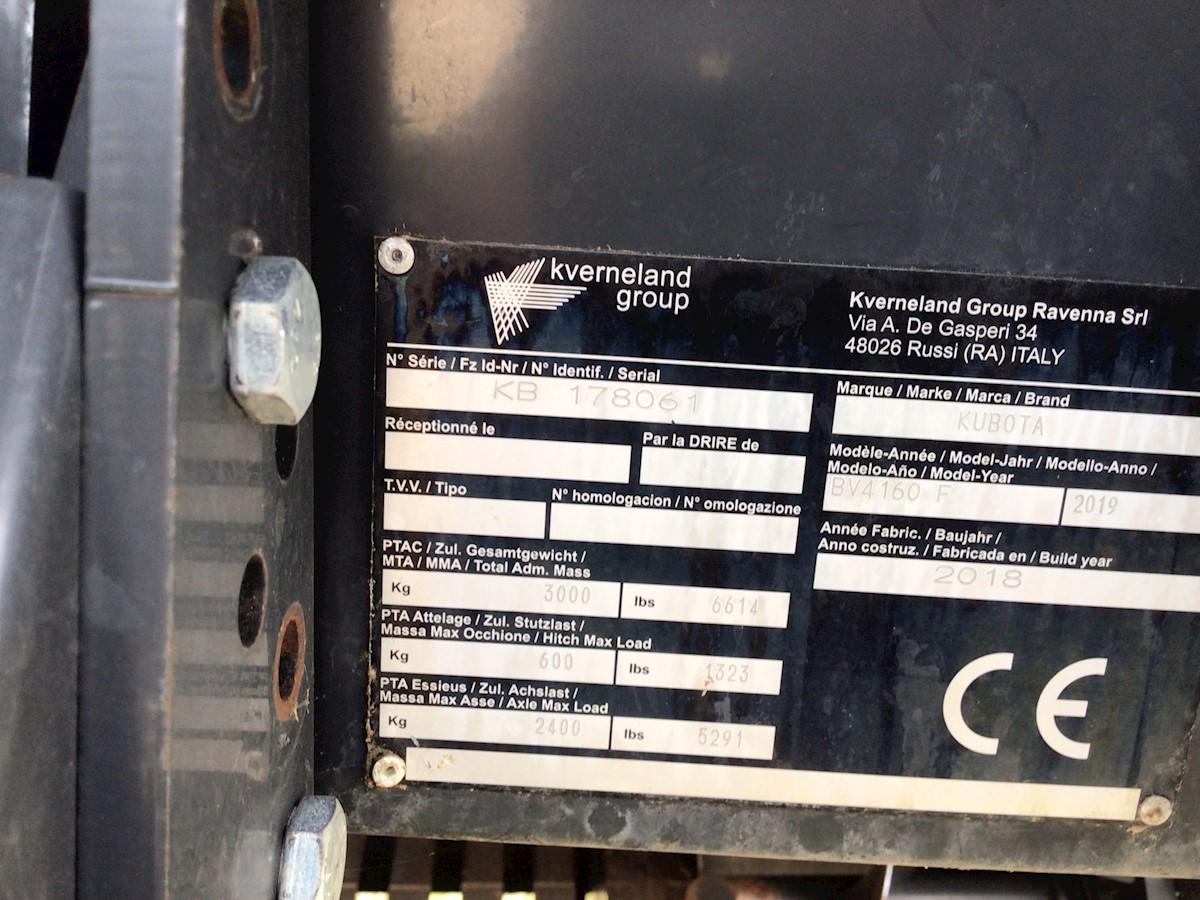 kverneland
group
Kverneland Group Ravenna Srl
Via A. De Gasperi 34
48026 Russi (RA) ITALY
N° Série / Fz Id-Nr / N° Identif. / Serial
KB 178061
Réceptionné le
Par la DRIRE de
T.V.V. / Tipo
N° homologacion / N° omologazione
PTAC / Zul. Gesamtgewicht /
MTA / MMA / Total Adm. Mass
Kg 3000 lbs 6614
PTA Attelage / Zul. Stutzlast /
Massa Max Occhione / Hitch Max Load
Kg 600 lbs 1323
PTA Essieus / Zul. Achslast /
Massa Max Asse / Axle Max Load
Kg 2400 lbs 5291
Marque / Marke / Marca / Brand
KUBOTA
Modèle-Année / Model-Jahr / Modello-Anno /
Modelo-Año / Model-Year
BV4160 F 2019
Année Fabric. / Baujahr /
Anno costruz. / Fabricada en / Build year
2018
CE